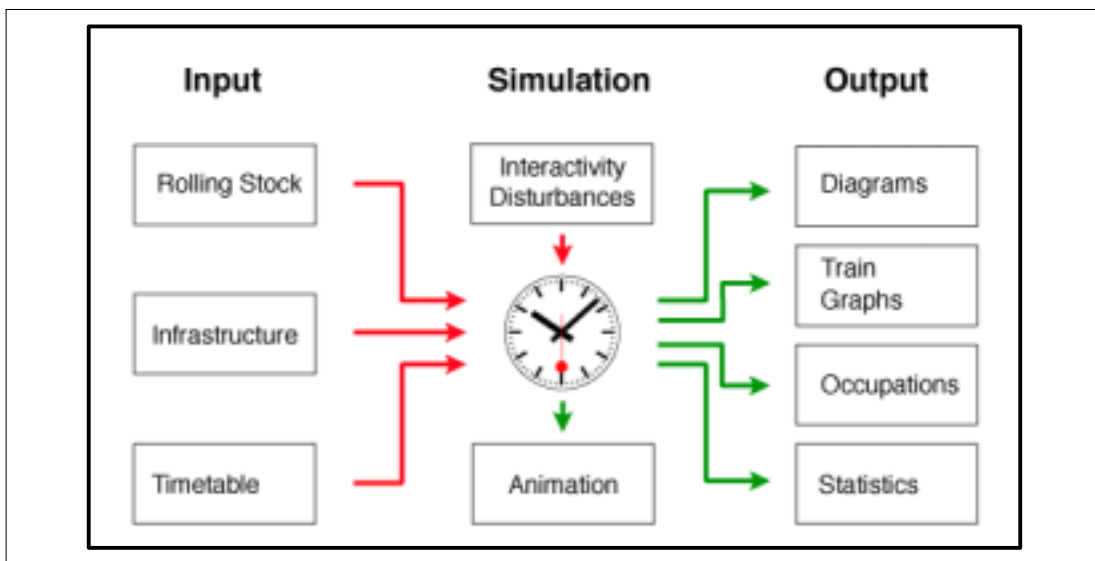 Input
Simulation
Output
Rolling Stock
Infrastructure
Timetable
Interactivity
Disturbances
Animation
Diagrams
Train
Graphs
Occupations
Statistics